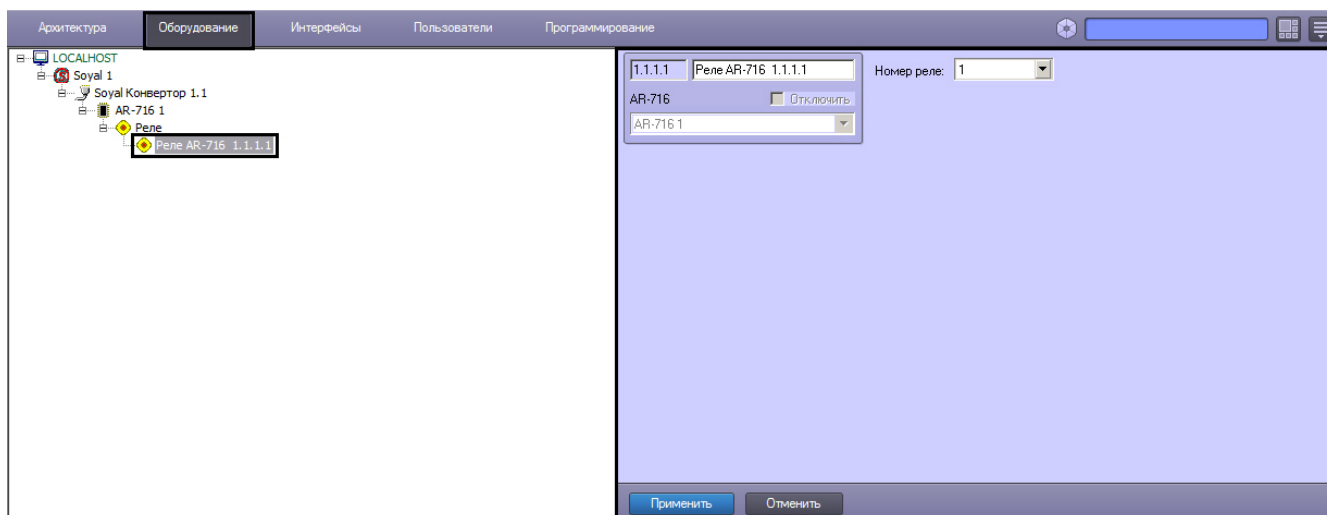 Архитектура Оборудование Интерфейсы Пользователи Программирование
LOCALHOST
Soyal 1
Soyal Конвертор 1.1
AR-716 1
Реле
Реле AR-716 1.1.1.1
1.1.1.1 Реле AR-716 1.1.1.1 Номер реле: 1
AR-716 Отключить
AR-716 1
Применить Отменить